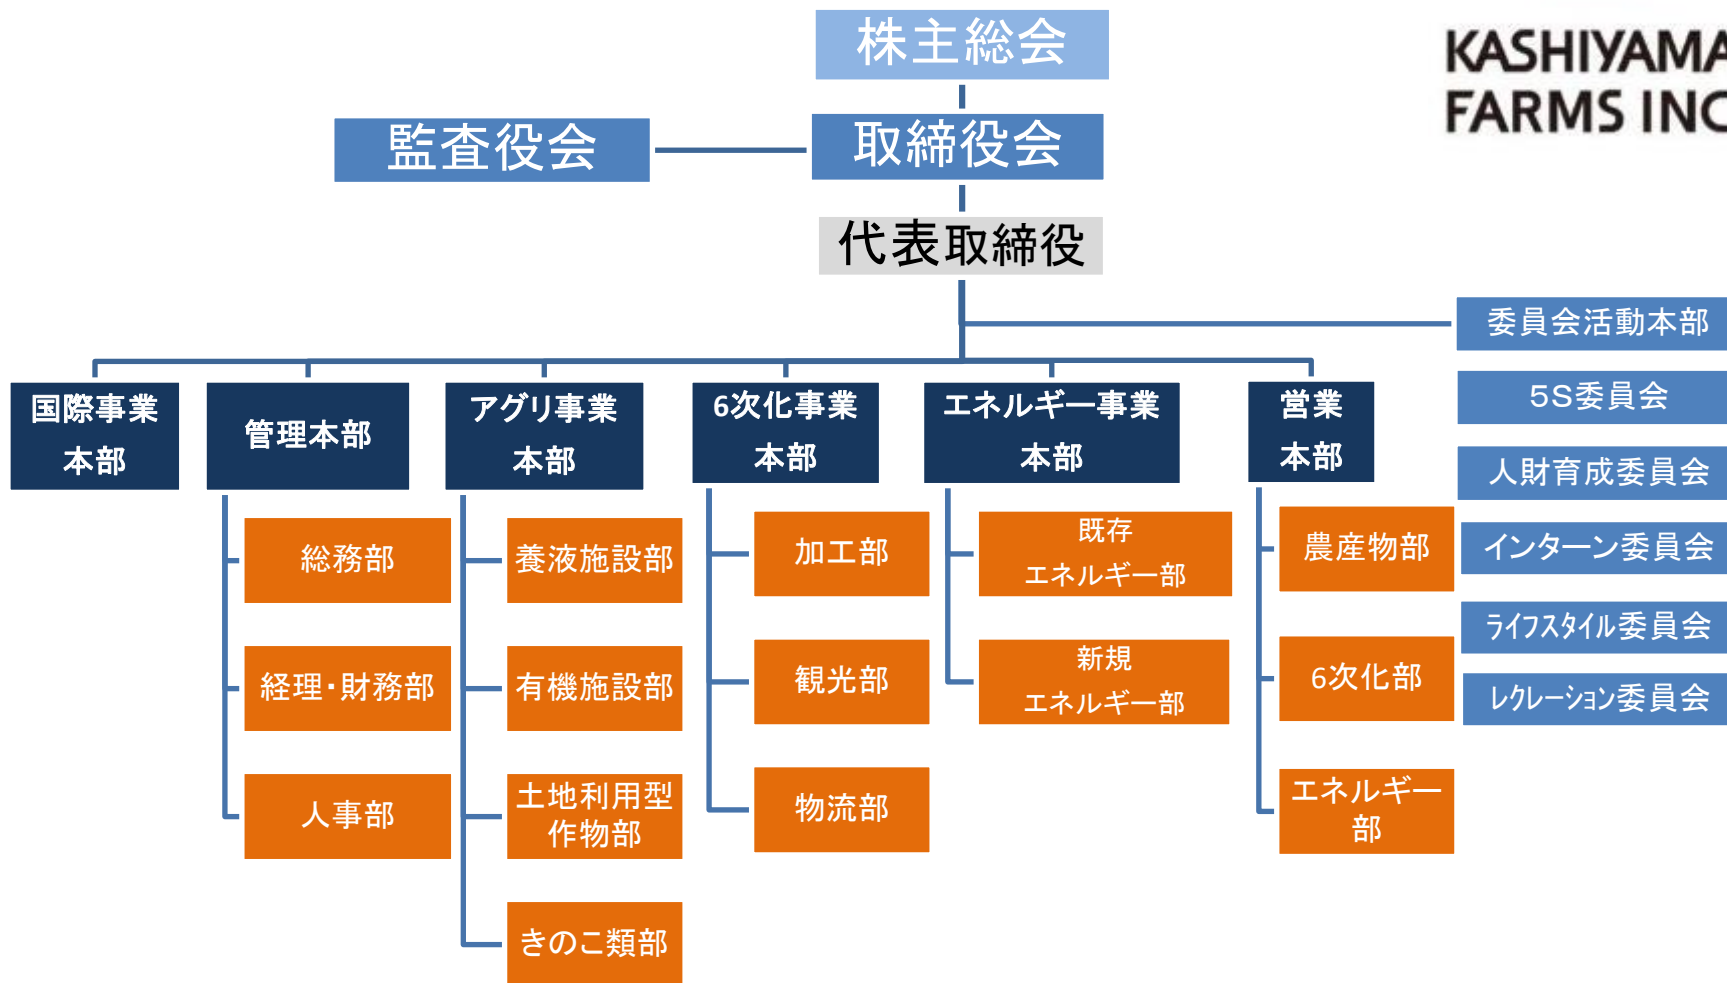 株主総会
KASHIYAMA
FARMS INC
監査役会
取締役会
代表取締役
委員会活動本部
5S委員会
人財育成委員会
インターン委員会
ﾗｲﾌｽﾀｲﾙ委員会
ﾚｸﾚｰｼｮﾝ委員会
国際事業
本部
管理本部
総務部
経理・財務部
人事部
アグリ事業
本部
養液施設部
有機施設部
土地利用型
作物部
きのこ類部
6次化事業
本部
加工部
観光部
物流部
エネルギー事業
本部
既存
エネルギー部
新規
エネルギー部
営業
本部
農産物部
6次化部
エネルギー
部